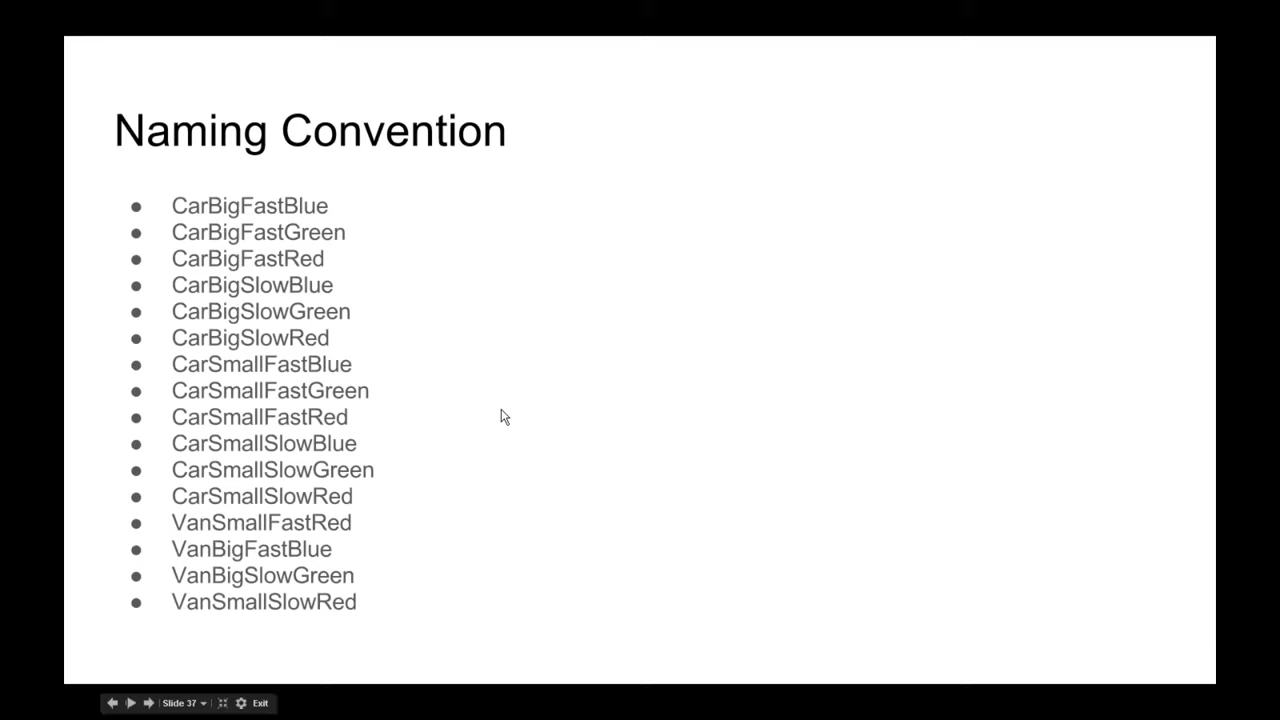 Naming Convention
● CarBigFastBlue
● CarBigFastGreen
● CarBigFastRed
● CarBigSlowBlue
● CarBigSlowGreen
● CarBigSlowRed
● CarSmallFastBlue
● CarSmallFastGreen
● CarSmallFastRed
● CarSmallSlowBlue
● CarSmallSlowGreen
● CarSmallSlowRed
● VanSmallFastRed
● VanBigFastBlue
● VanBigSlowGreen
● VanSmallSlowRed
Slide 37 Exit